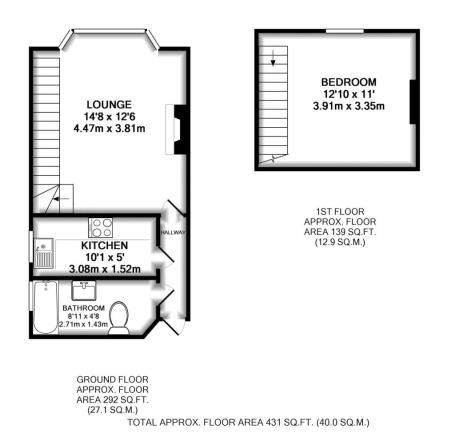 LOUNGE
14'8 x 12'6
4.47m x 3.81m
HALLWAY
KITCHEN
10'1 x 5'
3.08m x 1.52m
BATHROOM
8'11 x 4'8
2.71m x 1.43m
BEDROOM
12'10 x 11'
3.91m x 3.35m
1ST FLOOR
APPROX. FLOOR
AREA 139 SQ.FT.
(12.9 SQ.M.)
GROUND FLOOR
APPROX. FLOOR
AREA 292 SQ.FT.
(27.1 SQ.M.)
TOTAL APPROX. FLOOR AREA 431 SQ.FT. (40.0 SQ.M.)